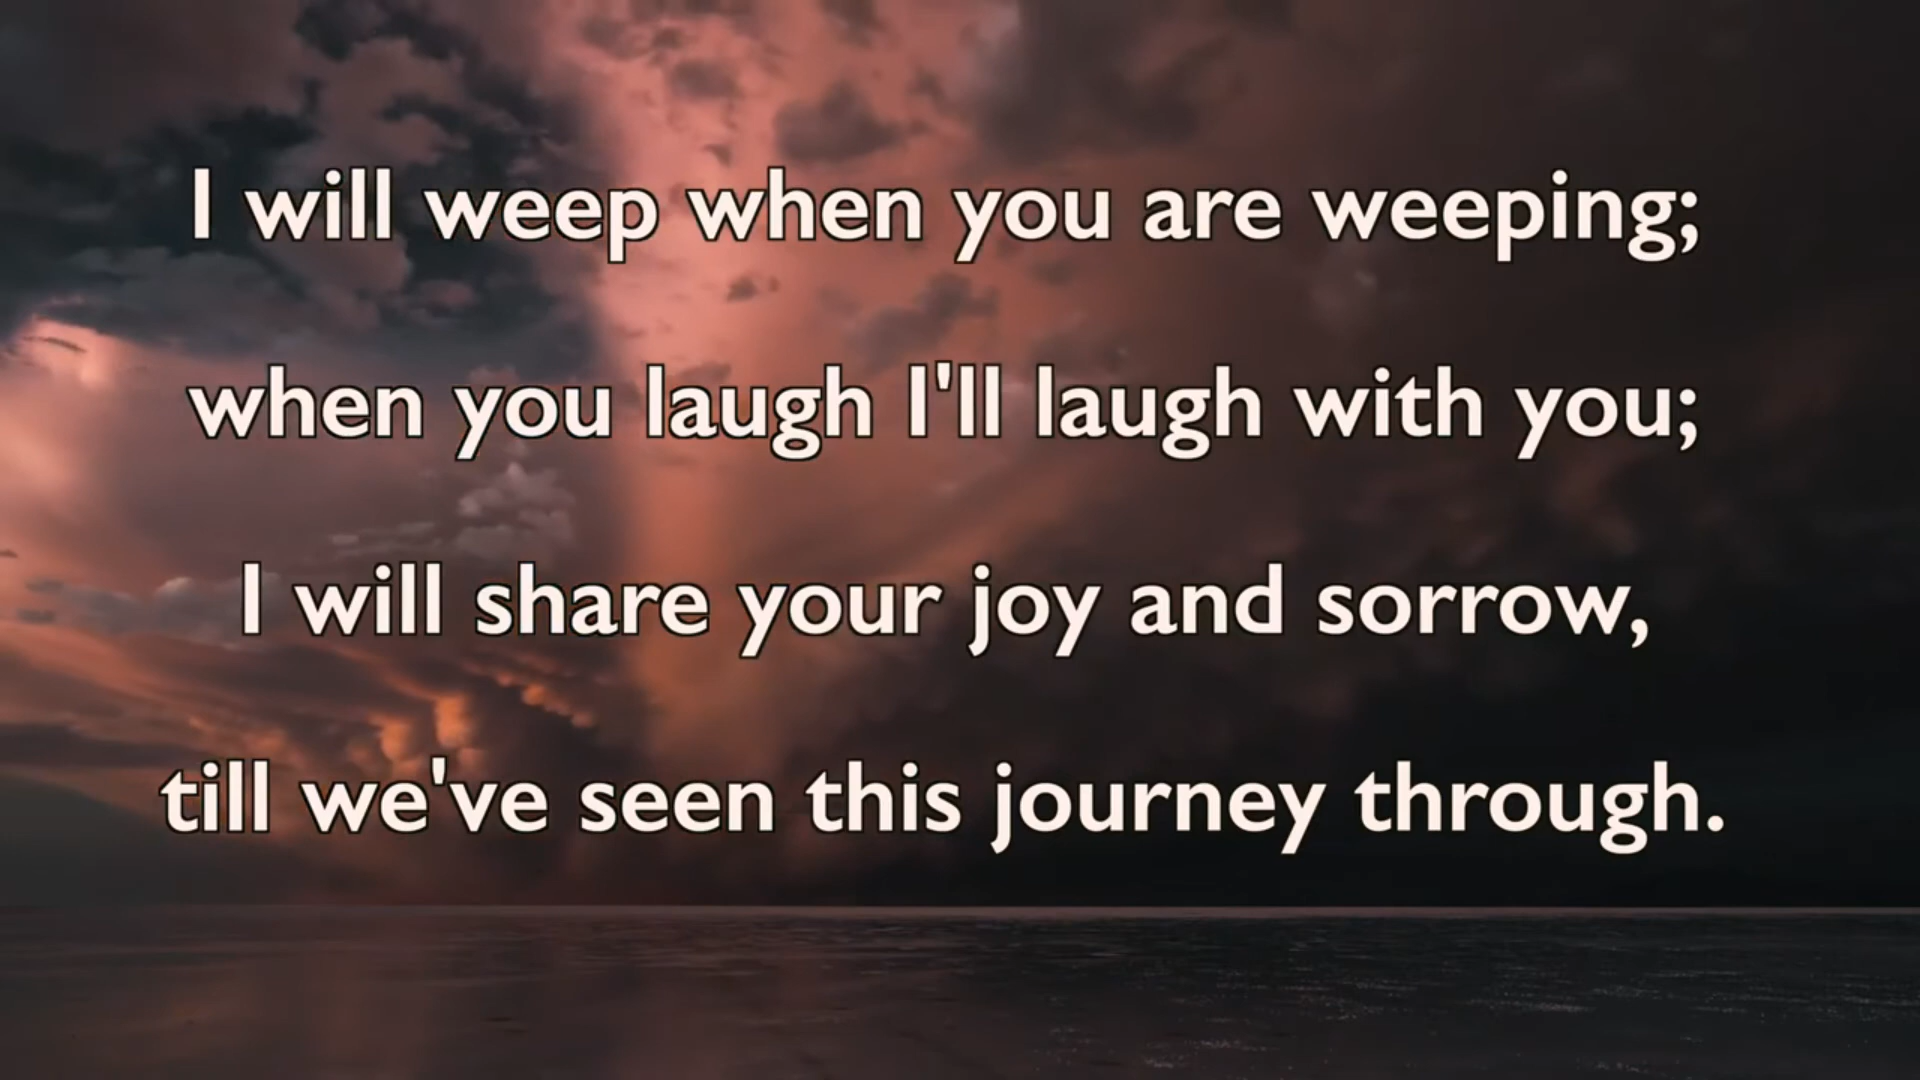 I will weep when you are weeping;
when you laugh I'll laugh with you;
I will share your joy and sorrow,
till we've seen this journey through.